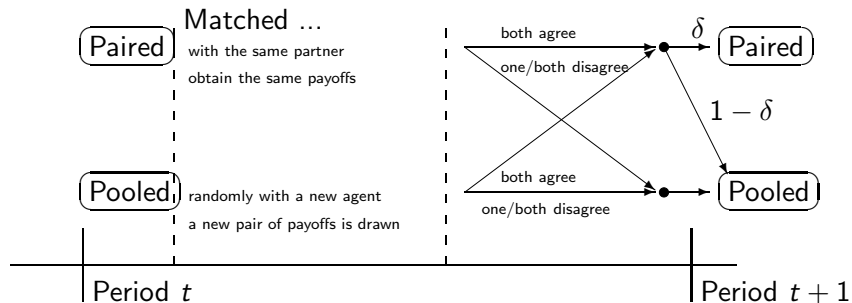 Matched ...
Paired
with the same partner
obtain the same payoffs
both agree
one/both disagree
δ
Paired
1 − δ
Pooled
randomly with a new agent
a new pair of payoffs is drawn
both agree
one/both disagree
Pooled
Period t
Period t + 1